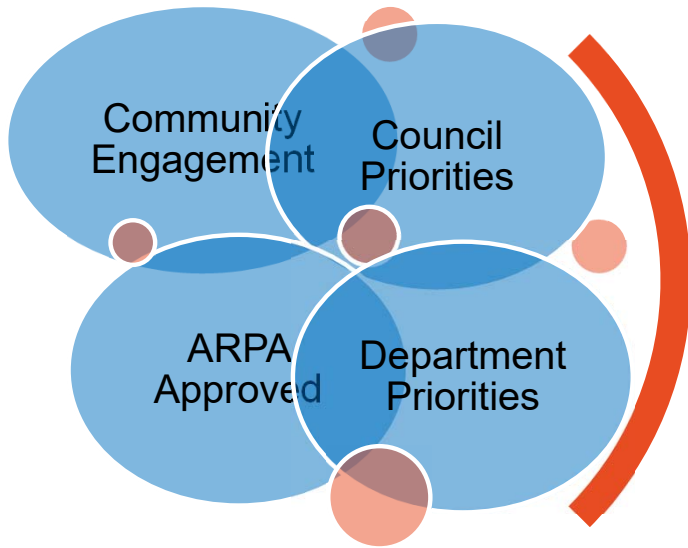 Community
Engagement
Council
Priorities
ARPA
Approved
Department
Priorities